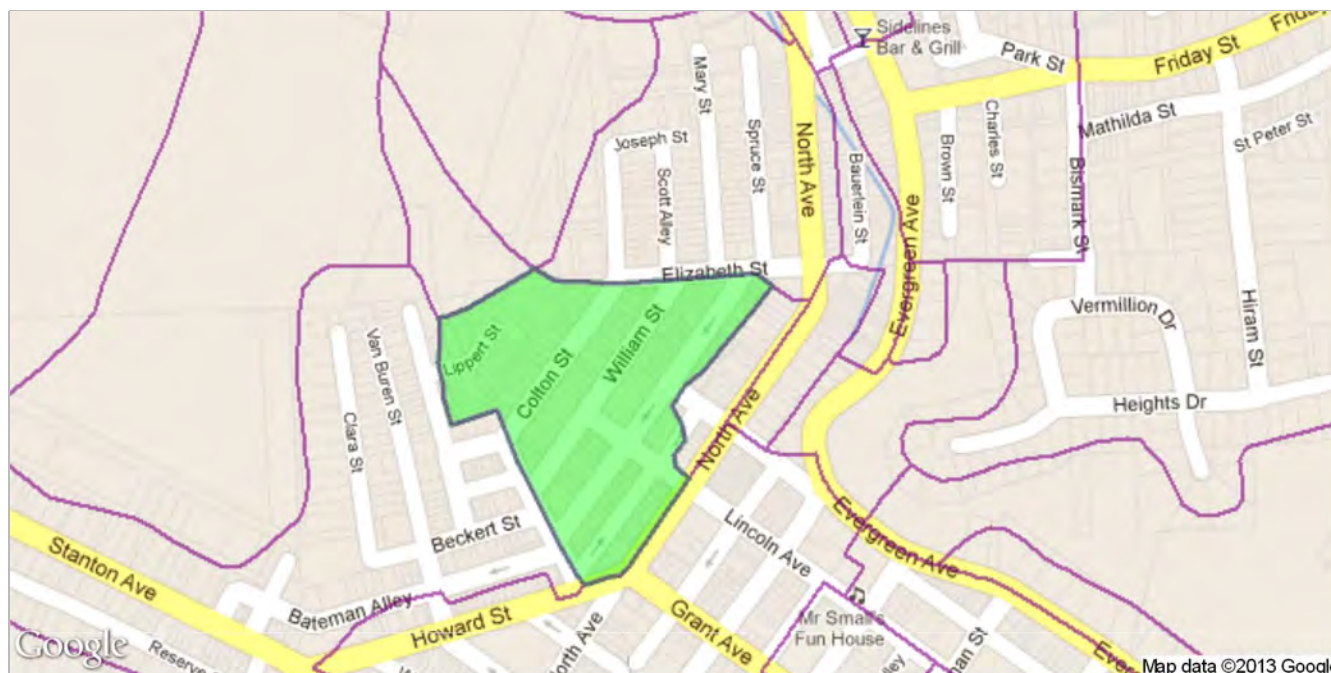 Sidelines
Bar & Grill
Park St
Friday St
Mary St
Spruce St
Joseph St
Scott Alley
North Ave
Bauerlein St
Brown St
Charles St
Mathilda St
St Peter St
Bismark St
Elizabeth St
Evergreen Ave
Vermillion Dr
Hiram St
Heights Dr
Lippert St
Colton St
William St
Van Buren St
Clara St
North Ave
Beckert St
Lincoln Ave
Evergreen Ave
Stanton Ave
Bateman Alley
Howard St
North Ave
Grant Ave
Mr Small's
Fun House
Reserve
Google
Map data ©2013 Google